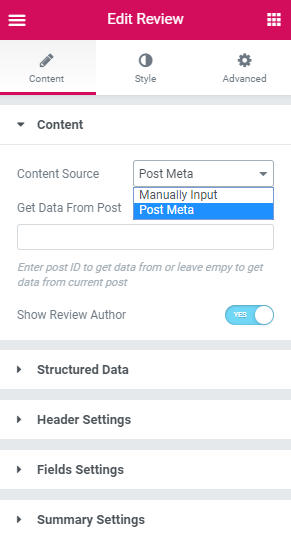 Edit Review
Content Style Advanced
Content
Content Source Post Meta
Manually Input
Get Data From Post Post Meta
Enter post ID to get data from or leave empy to get
data from current post
Show Review Author YES
Structured Data
Header Settings
Fields Settings
Summary Settings